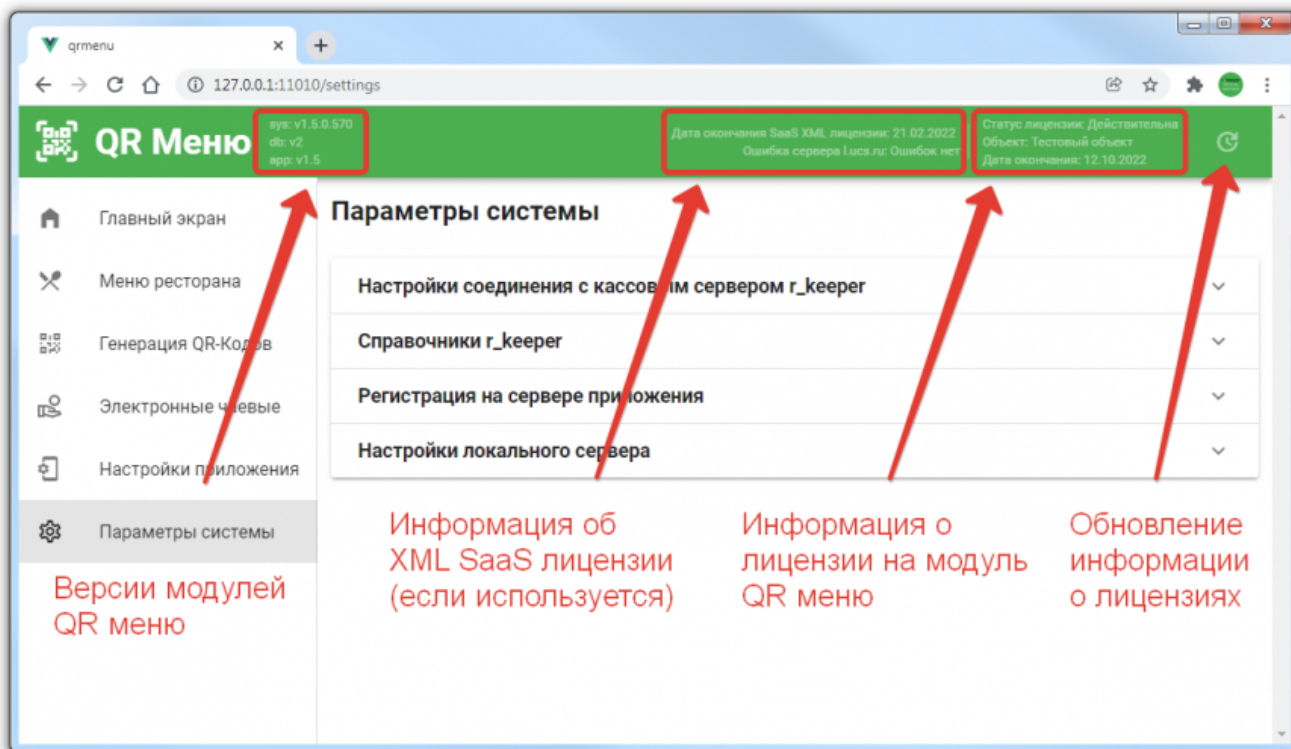 qrmenu
127.0.0.1:11010/settings
QR Меню
sys: v1.5.0.570
db: v2
app: v1.5
Дата окончания SaaS XML лицензии: 21.02.2022
Ошибка сервера l.ucs.ru: Ошибок нет
Статус лицензии: Действительна
Объект: Тестовый объект
Дата окончания: 12.10.2022
Главный экран
Меню ресторана
Генерация QR-Кодов
Электронные чаевые
Настройки приложения
Параметры системы
Параметры системы
Настройки соединения с кассовым сервером r_keeper
Справочники r_keeper
Регистрация на сервере приложения
Настройки локального сервера
Версии модулей
QR меню
Информация об
XML SaaS лицензии
(если используется)
Информация о
лицензии на модуль
QR меню
Обновление
информации
о лицензиях